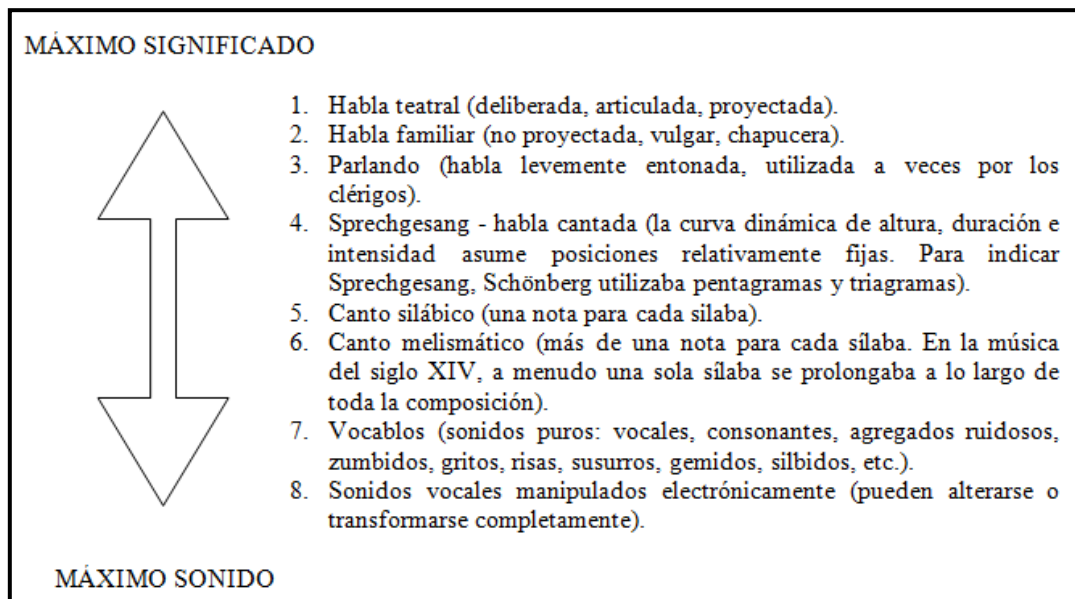 MÁXIMO SIGNIFICADO
1. Habla teatral (deliberada, articulada, proyectada).
2. Habla familiar (no proyectada, vulgar, chapucera).
3. Parlando (habla levemente entonada, utilizada a veces por los
clérigos).
4. Sprechgesang - habla cantada (la curva dinámica de altura, duración e
intensidad asume posiciones relativamente fijas. Para indicar
Sprechgesang, Schönberg utilizaba pentagramas y triagramas).
5. Canto silábico (una nota para cada silaba).
6. Canto melismático (más de una nota para cada sílaba. En la música
del siglo XIV, a menudo una sola sílaba se prolongaba a lo largo de
toda la composición).
7. Vocablos (sonidos puros: vocales, consonantes, agregados ruidosos,
zumbidos, gritos, risas, susurros, gemidos, silbidos, etc.).
8. Sonidos vocales manipulados electrónicamente (pueden alterarse o
transformarse completamente).
MÁXIMO SONIDO